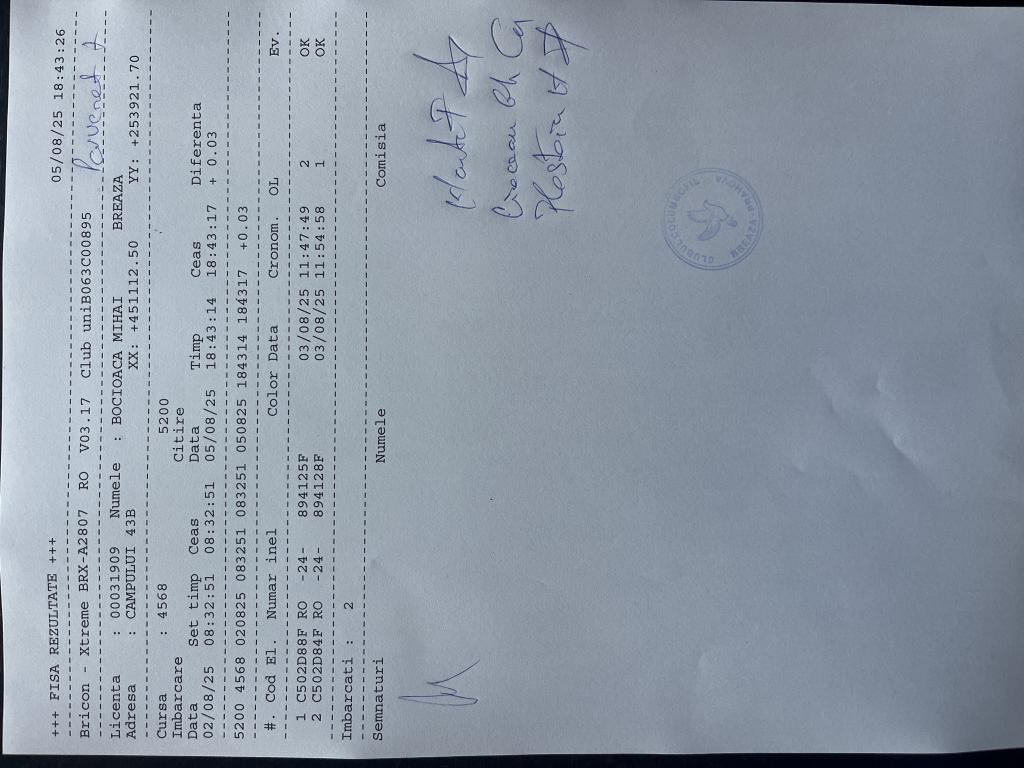 +++ FISA REZULTATE +++ 05/08/25 18:43:26
Briccon - Xtreme BRX-A2807 RO V03.17 Club uniB063C00895
Licenta : 00031909 Numele : BOCIOACA MIHAI BREAZA
Adresa : CAMPULUI 43B XX: +451112.50 YY: +253921.70
Cursa : 4568 5200
Imbarcare Citire
Data Set timp Ceas Data Timp Ceas Diferenta
02/08/25 08:32:51 08:32:51 05/08/25 18:43:14 18:43:17 + 0.03
5200 4568 020825 083251 083251 050825 184314 184317 +0.03
#. Cod El. Numar inel Color Data Cronom. OL Ev.
1 C502D88F RO -24- 894125F 03/08/25 11:47:49 2 OK
2 C502D84F RO -24- 894128F 03/08/25 11:54:58 1 OK
Imbarcati : 2
Semnaturi Numele Comisia
CLUBUL COLUMBOFIL
BREAZA-PRAHOVA